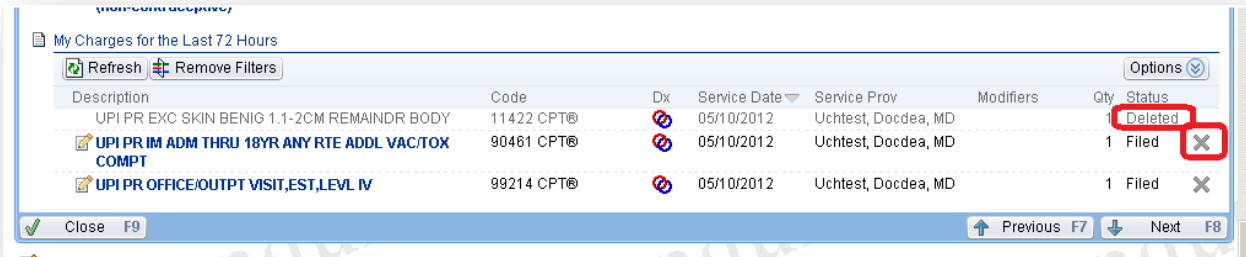 (non-contraceptive)
My Charges for the Last 72 Hours
Refresh Remove Filters Options
Description Code Dx Service Date Service Prov Modifiers Qty Status
UPI PR EXC SKIN BENIG 1.1-2CM REMAINDR BODY 11422 CPT® 05/10/2012 Uchtest, Docdea, MD 1 Deleted
UPI PR IM ADM THRU 18YR ANY RTE ADDL VAC/TOX 90461 CPT® 05/10/2012 Uchtest, Docdea, MD 1 Filed
COMPT
UPI PR OFFICE/OUTPT VISIT,EST,LEVL IV 99214 CPT® 05/10/2012 Uchtest, Docdea, MD 1 Filed
Close F9 Previous F7 Next F8